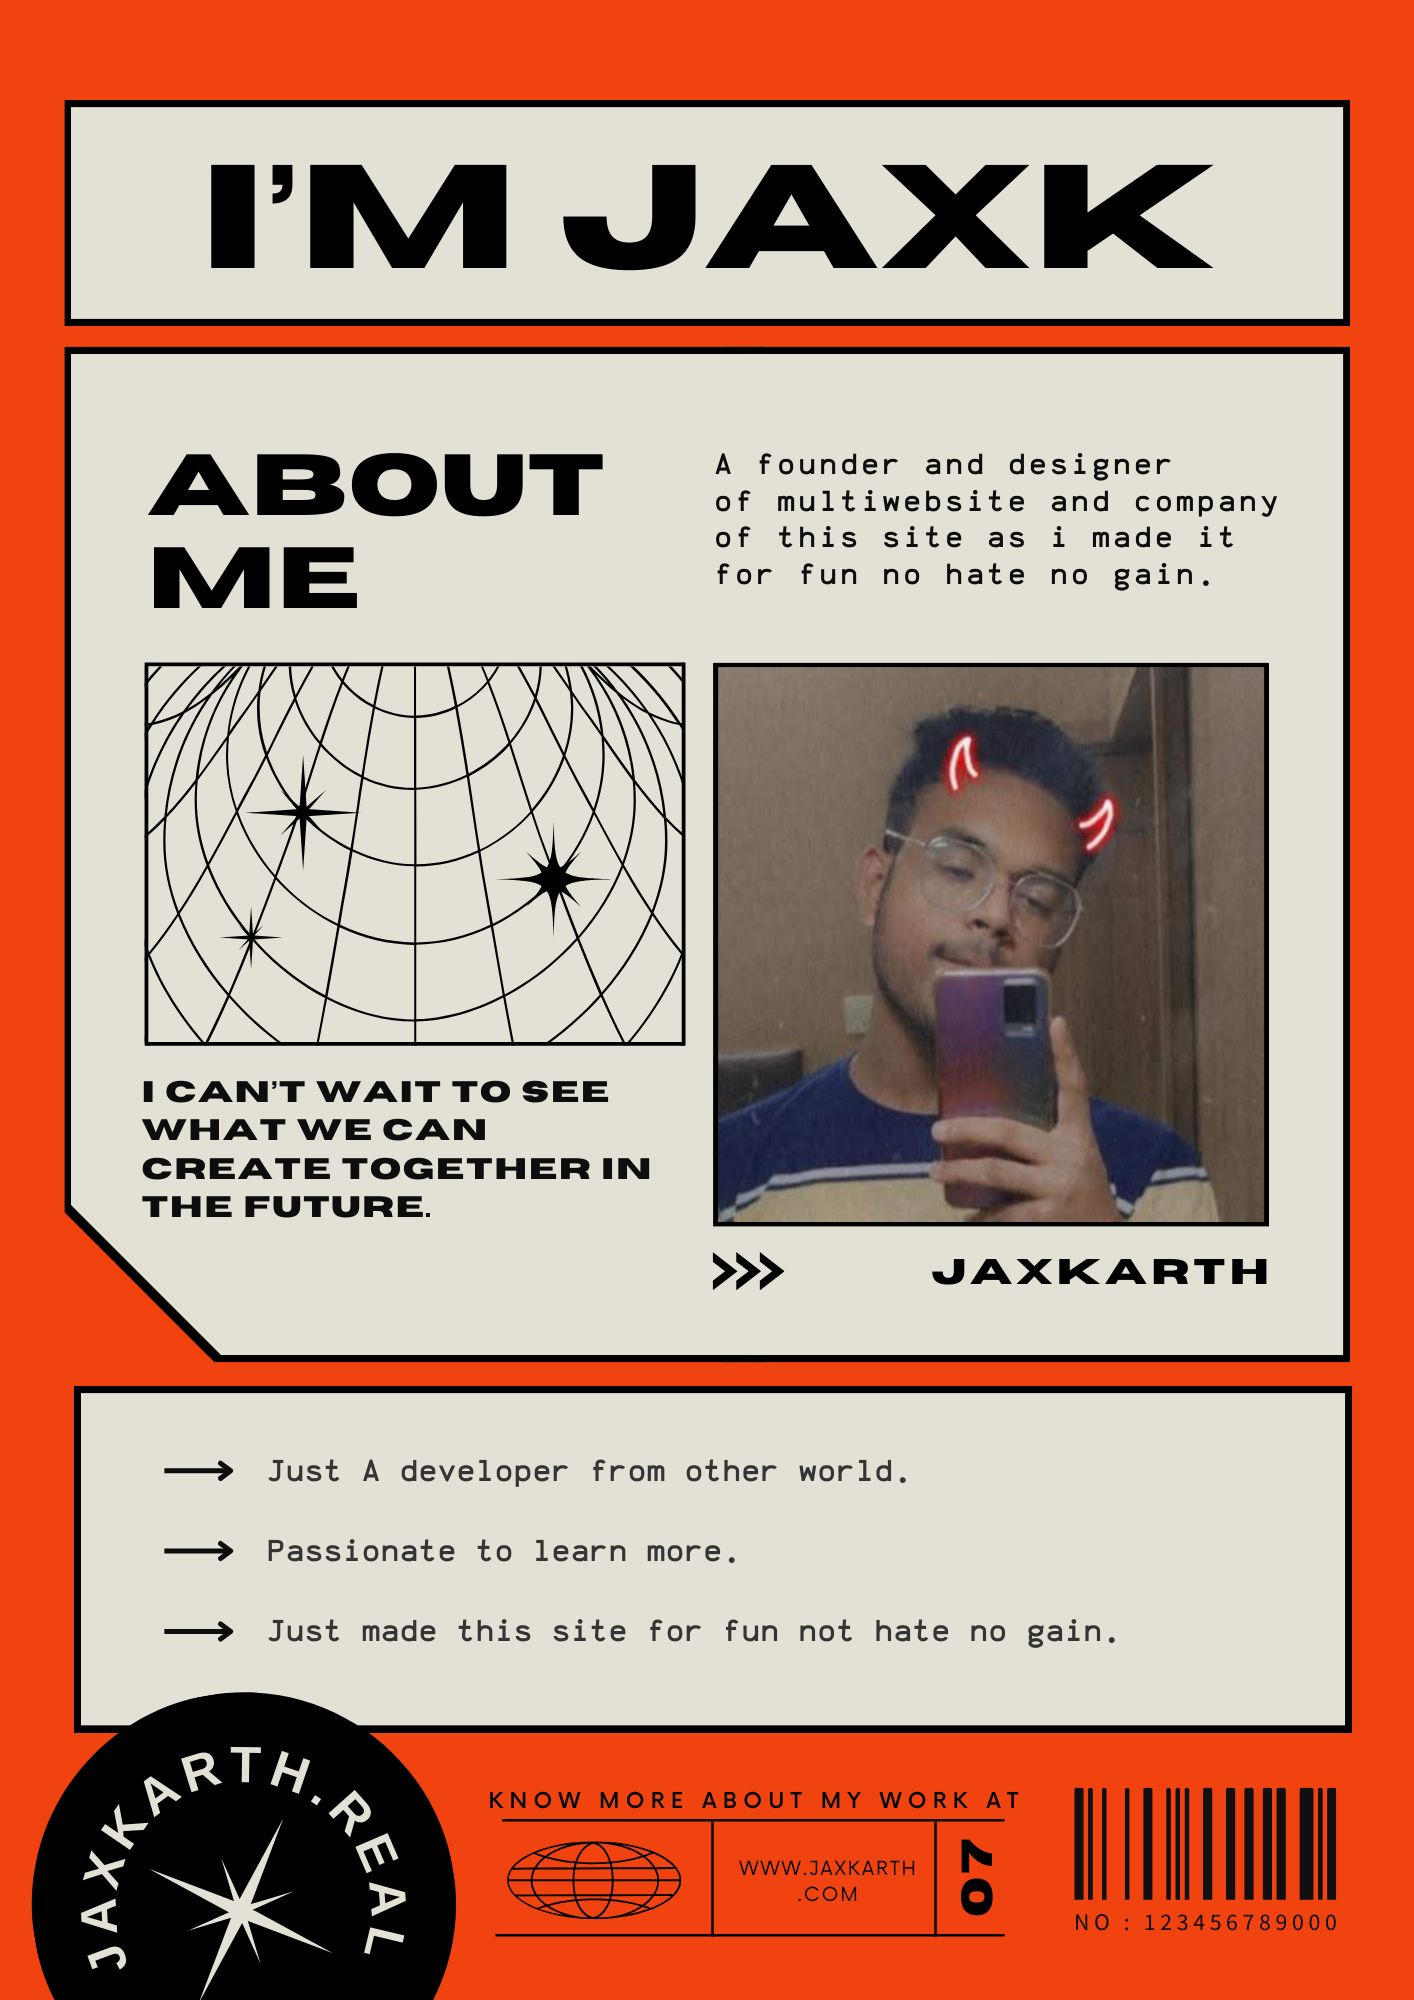 I'M JAXK
ABOUT
ME
A founder and designer
of multiwebsite and company
of this site as i made it
for fun no hate no gain.
I CAN'T WAIT TO SEE
WHAT WE CAN
CREATE TOGETHER IN
THE FUTURE.
JAXKARTH
Just A developer from other world.
Passionate to learn more.
Just made this site for fun not hate no gain.
JAXKARTH.REAL
KNOW MORE ABOUT MY WORK AT
WWW.JAXKARTH
.COM
07
NO : 123456789000